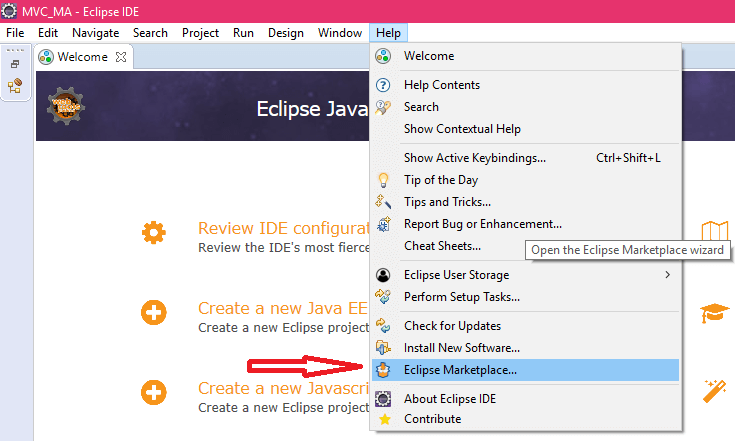 MVC_MA - Eclipse IDE
File Edit Navigate Search Project Run Design Window Help
Welcome
Eclipse Java
Review IDE configurat
Review the IDE's most fierce
Create a new Java EE
Create a new Eclipse project
Create a new Javascri
Create a new Eclipse project
Welcome
Help Contents
Search
Show Contextual Help
Show Active Keybindings... Ctrl+Shift+L
Tip of the Day
Tips and Tricks...
Report Bug or Enhancement...
Cheat Sheets...
Open the Eclipse Marketplace wizard
Eclipse User Storage
Perform Setup Tasks...
Check for Updates
Install New Software...
Eclipse Marketplace...
About Eclipse IDE
Contribute